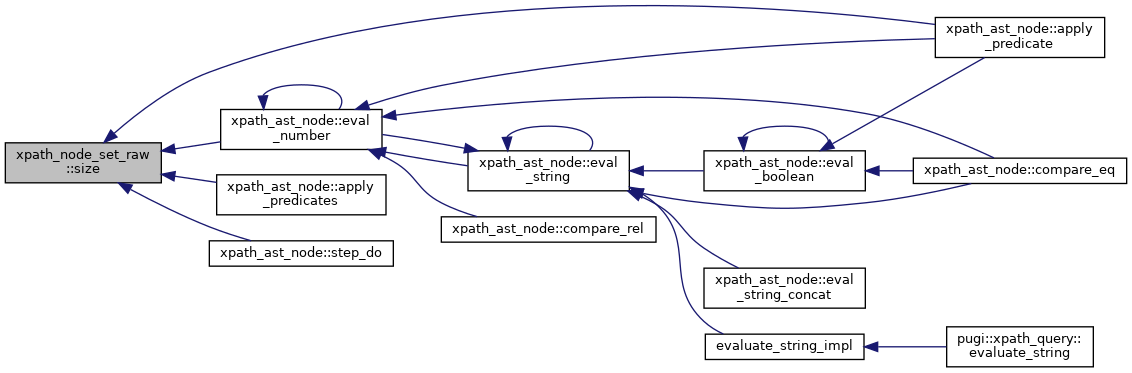 xpath_node_set_raw
::size
xpath_ast_node::eval
_number
xpath_ast_node::apply
_predicates
xpath_ast_node::step_do
xpath_ast_node::eval
_string
xpath_ast_node::compare_rel
xpath_ast_node::eval
_boolean
xpath_ast_node::eval
_string_concat
evaluate_string_impl
xpath_ast_node::apply
_predicate
xpath_ast_node::compare_eq
pugi::xpath_query::
evaluate_string